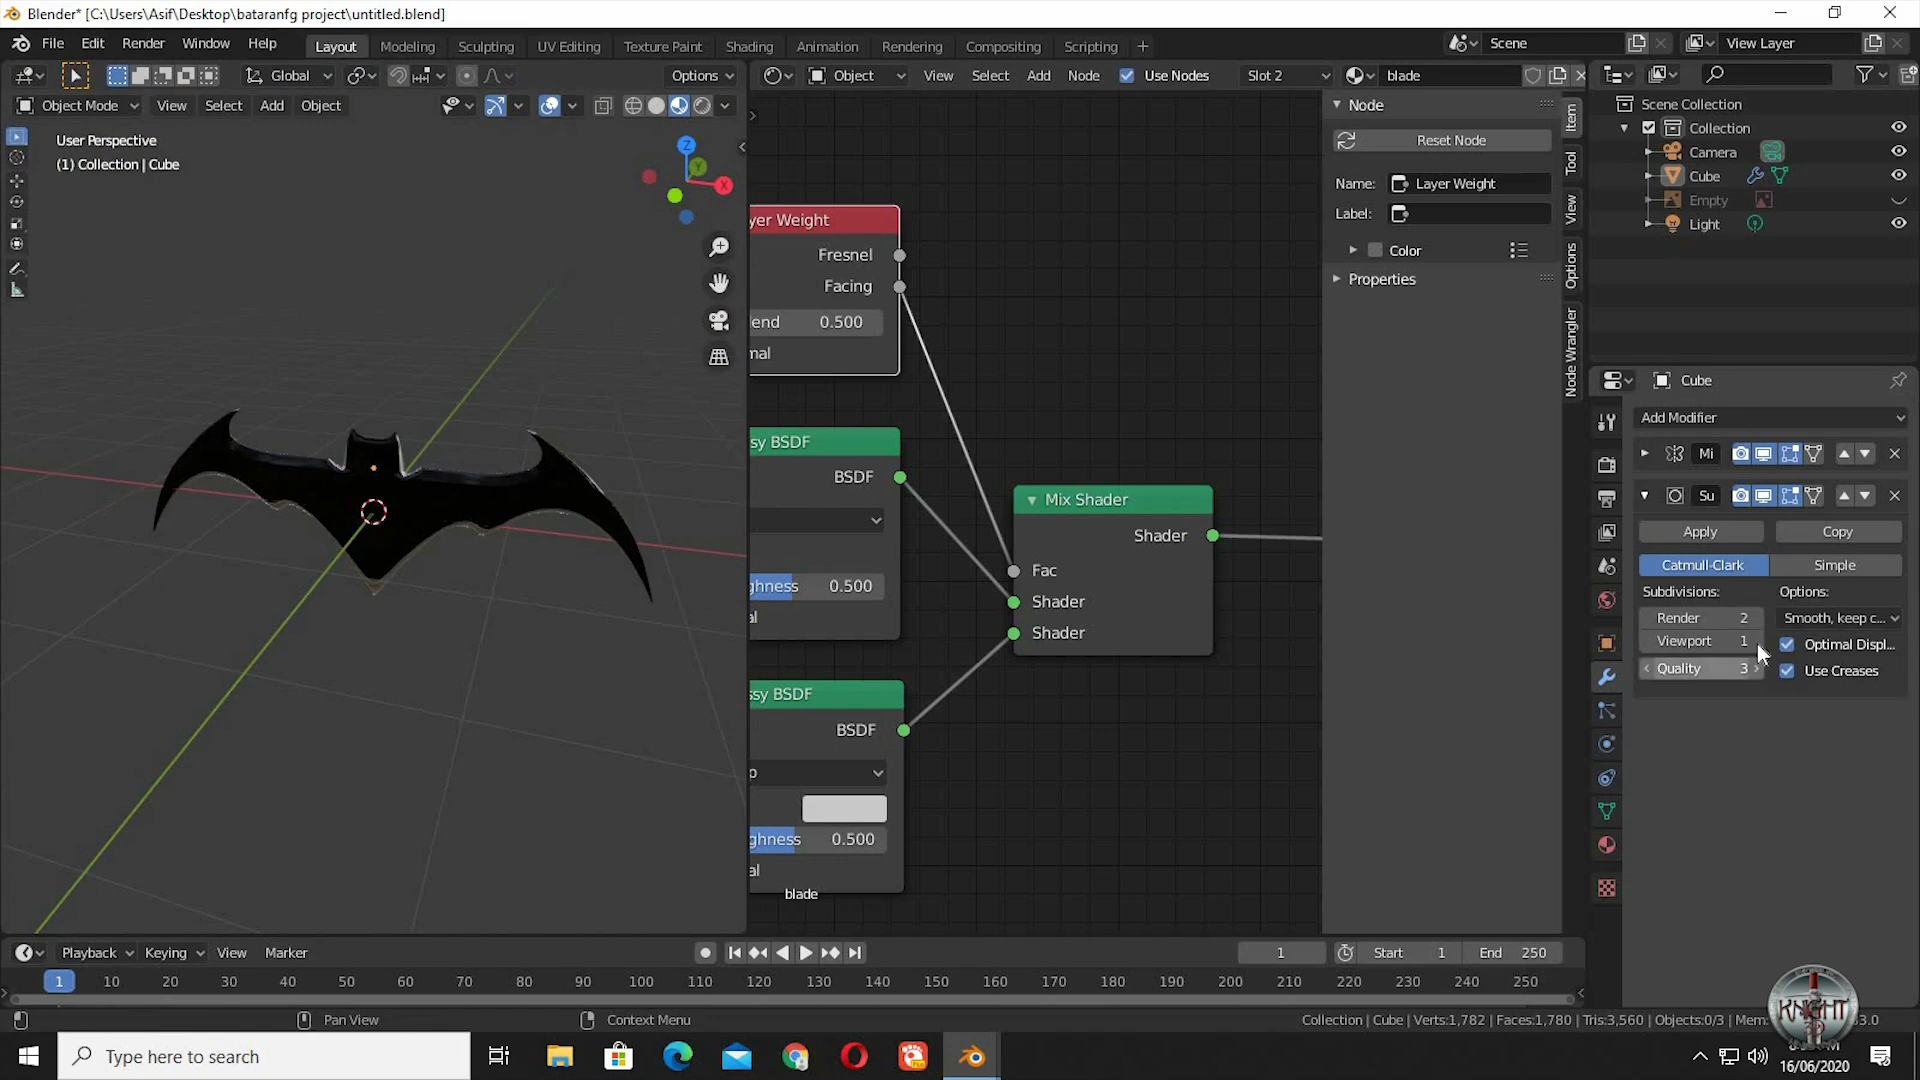 Blender* [C:\Users\Asif\Desktop\bataranfg project\untitled.blend]
File Edit Render Window Help Layout Modeling Sculpting UV Editing Texture Paint Shading Animation Rendering Compositing Scripting + Scene View Layer
Global Options Object View Select Add Node Use Nodes Slot 2 blade
Object Mode View Select Add Object
User Perspective
(1) Collection | Cube
Z
Y
X
yer Weight
Fresnel
Facing
end 0.500
mal
sy BSDF
BSDF
ghness 0.500
al
ssy BSDF
BSDF
p
ghness 0.500
al
blade
Mix Shader
Shader
Fac
Shader
Shader
Node
Reset Node
Name: Layer Weight
Label:
Color
Properties
Item
Tool
View
Options
Node Wrangler
Scene Collection
Collection
Camera
Cube
Empty
Light
Cube
Add Modifier
Mi
Su
Apply Copy
Catmull-Clark Simple
Subdivisions: Options:
Render 2 Smooth, keep c...
Viewport 1 Optimal Displ...
Quality 3 Use Creases
Playback Keying View Marker 1 Start 1 End 250
1 10 20 30 40 50 60 70 80 90 100 110 120 130 140 150 160 170 180 190 200 210 220 230 240 250
Pan View Context Menu Collection | Cube | Verts:1,782 | Faces:1,780 | Tris:3,560 | Objects:0/3 | Mem: 3.0
KNIGHT
3D
Type here to search
16/06/2020